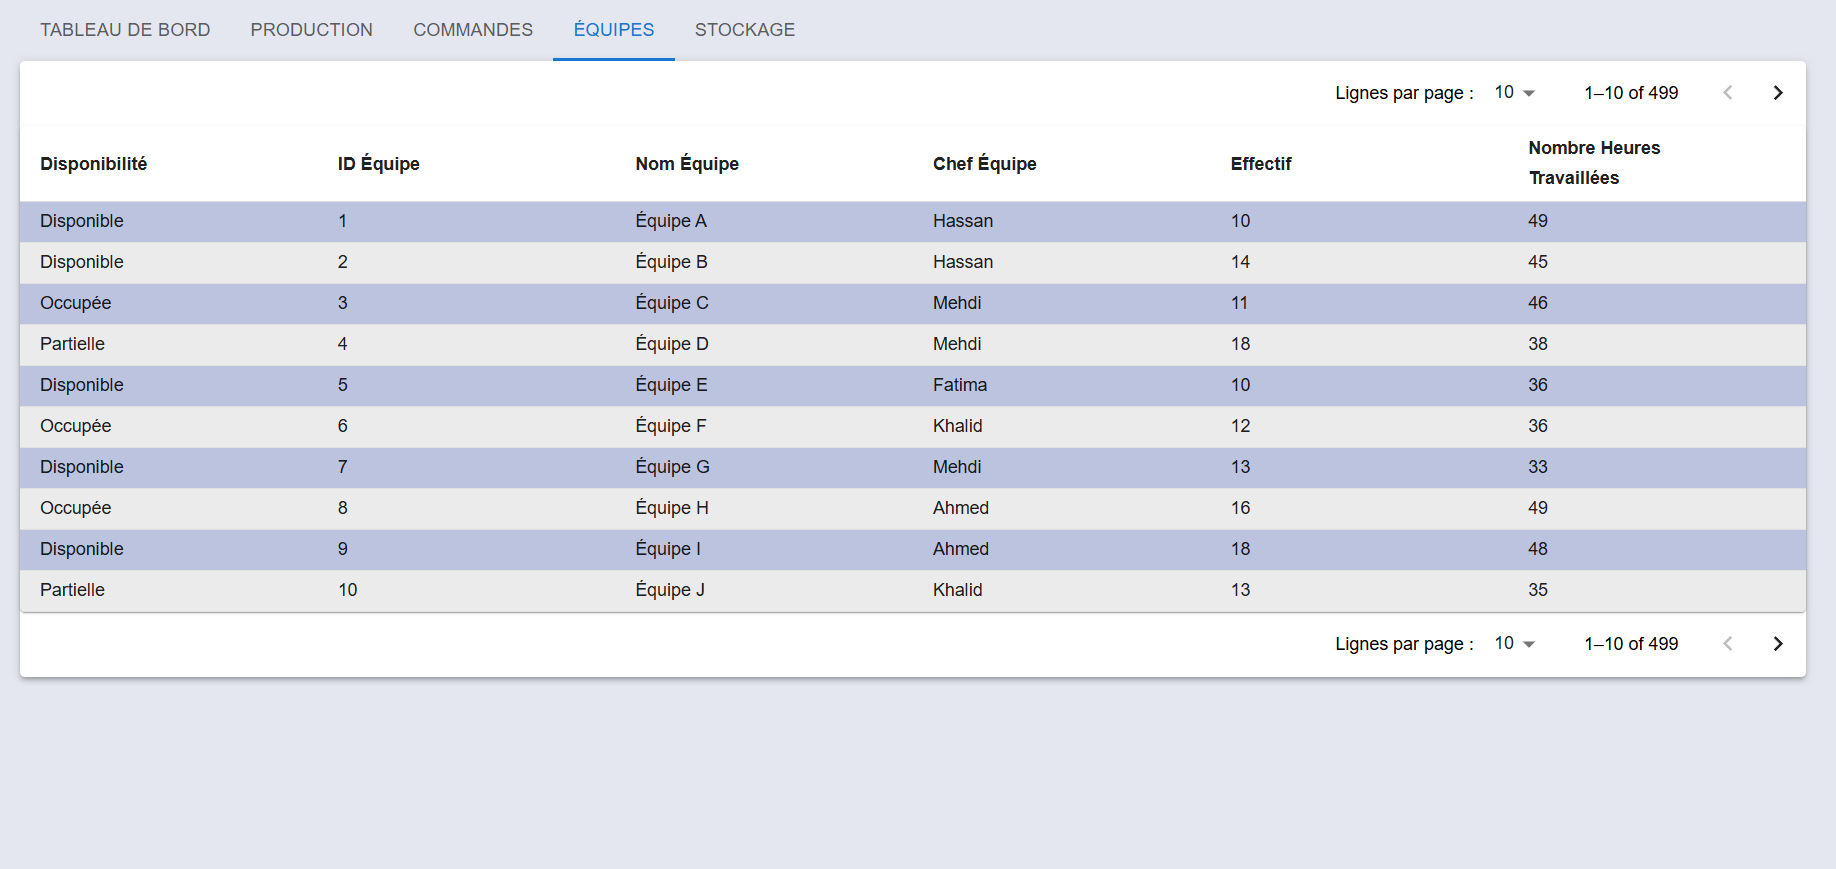 TABLEAU DE BORD PRODUCTION COMMANDES ÉQUIPES STOCKAGE
Lignes par page : 10 1–10 of 499
Disponibilité ID Équipe Nom Équipe Chef Équipe Effectif Nombre Heures Travaillées
Disponible 1 Équipe A Hassan 10 49
Disponible 2 Équipe B Hassan 14 45
Occupée 3 Équipe C Mehdi 11 46
Partielle 4 Équipe D Mehdi 18 38
Disponible 5 Équipe E Fatima 10 36
Occupée 6 Équipe F Khalid 12 36
Disponible 7 Équipe G Mehdi 13 33
Occupée 8 Équipe H Ahmed 16 49
Disponible 9 Équipe I Ahmed 18 48
Partielle 10 Équipe J Khalid 13 35
Lignes par page : 10 1–10 of 499